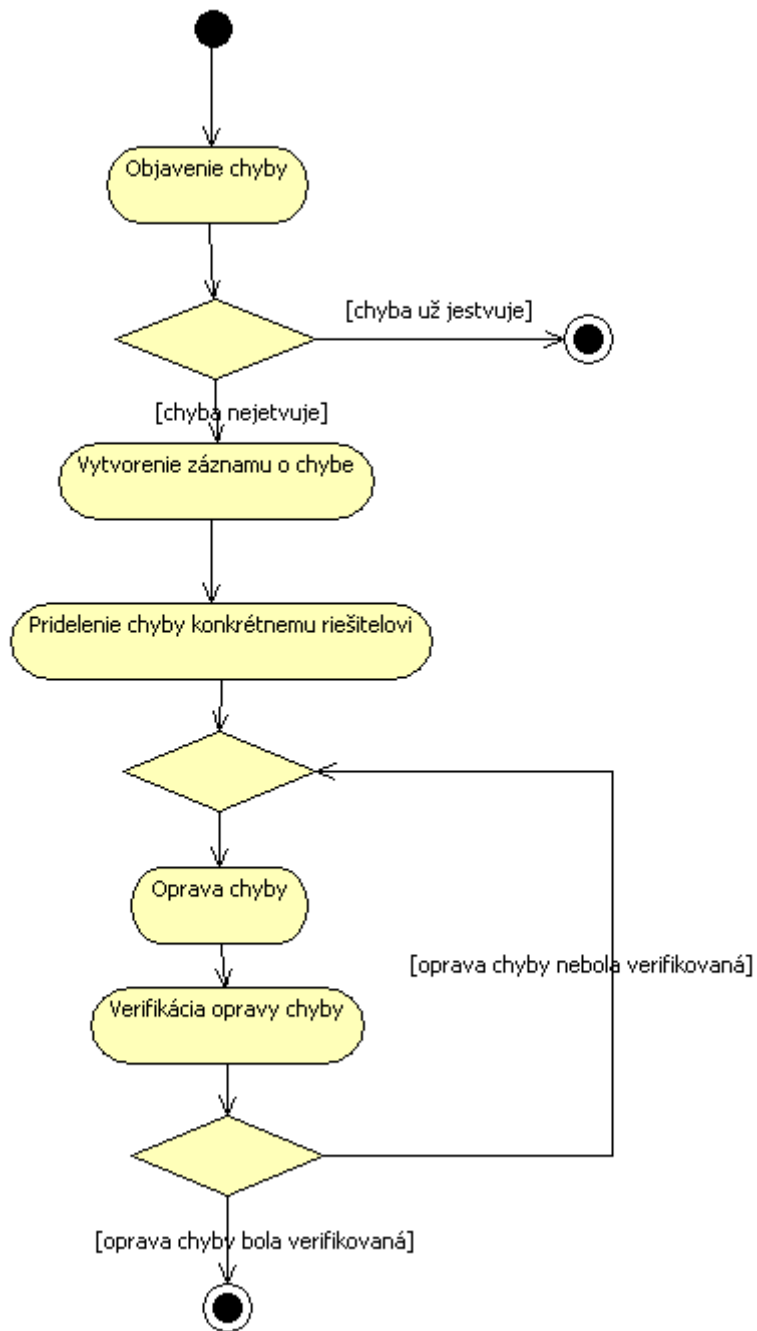 Objavenie chyby
[chyba už jestvuje]
[chyba nejetvuje]
Vytvorenie záznamu o chybe
Pridelenie chyby konkrétnemu riešitelovi
Oprava chyby
[oprava chyby nebola verifikovaná]
Verifikácia opravy chyby
[oprava chyby bola verifikovaná]